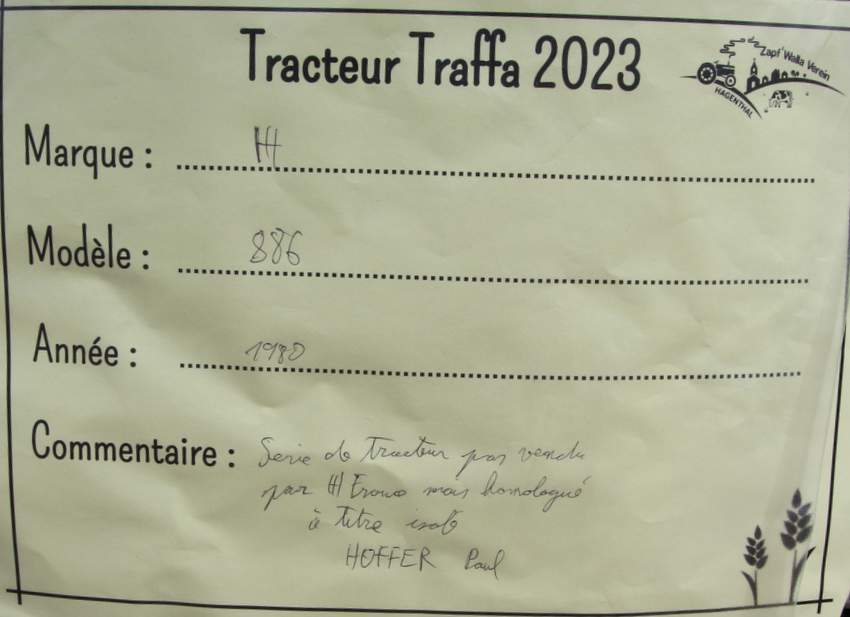 Tracteur Traffa 2023
Zapf'Walla Verein
HAGENTHAL
Marque : IH
Modèle : 886
Année : 1980
Commentaire : Série de Tracteur pas vendu
par IH France mais homologué
à titre isolé
HOFFER Paul